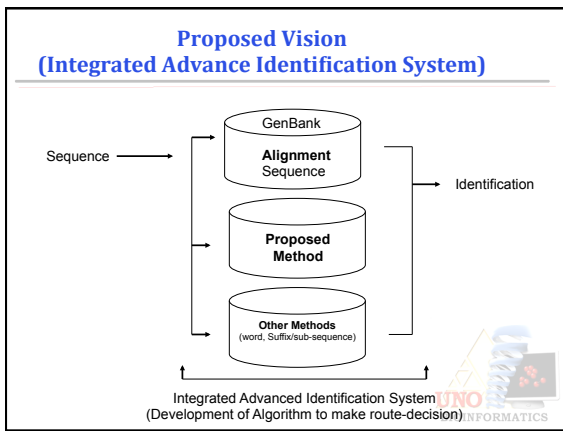 Proposed Vision
(Integrated Advance Identification System)
GenBank
Alignment
Sequence
Sequence
Identification
Proposed
Method
Other Methods
(word, Suffix/sub-sequence)
Integrated Advanced Identification System
(Development of Algorithm to make route-decision)
UNO
BIOINFORMATICS